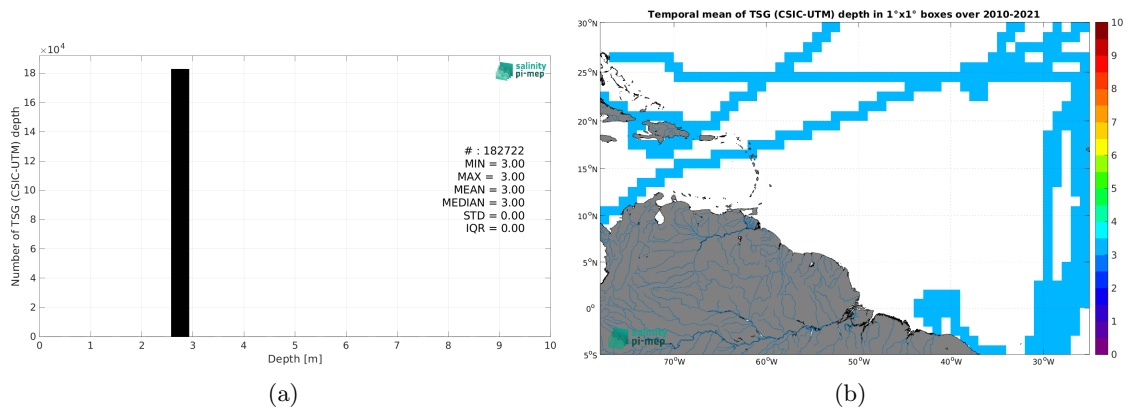 ×10⁴
18
16
14
12
10
8
6
4
2
0
Number of TSG (CSIC-UTM) depth
0 1 2 3 4 5 6 7 8 9 10
Depth [m]
salinity
pi-mep
# : 182722
MIN = 3.00
MAX = 3.00
MEAN = 3.00
MEDIAN = 3.00
STD = 0.00
IQR = 0.00
(a)
Temporal mean of TSG (CSIC-UTM) depth in 1°x1° boxes over 2010-2021
30°N
25°N
20°N
15°N
10°N
5°N
0°
5°S
70°W 60°W 50°W 40°W 30°W
salinity
pi-mep
10
9
8
7
6
5
4
3
2
1
0
(b)